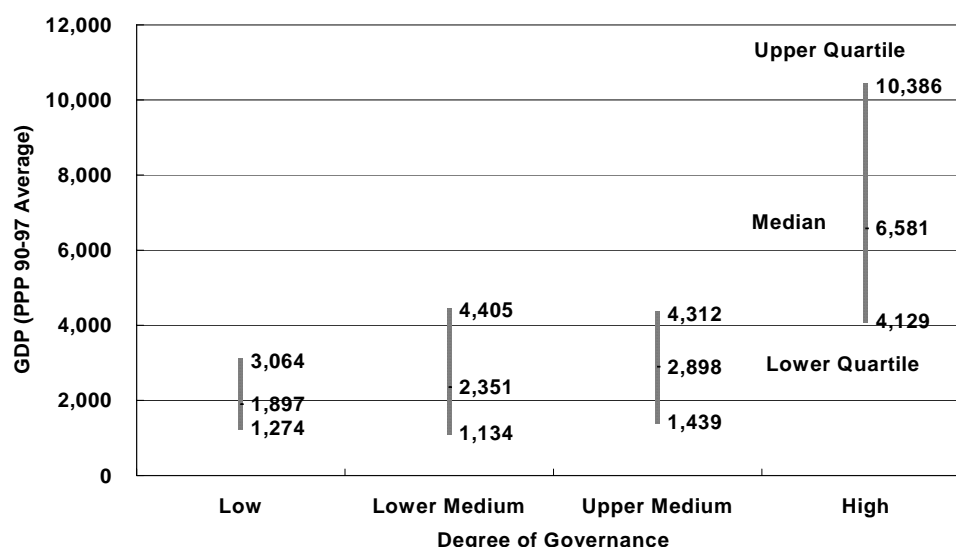 12,000
Upper Quartile
10,386
10,000
8,000
Median
6,581
6,000
4,405
4,312
4,129
4,000
3,064
2,898
Lower Quartile
2,351
2,000
1,897
1,439
1,274
1,134
0
Low
Lower Medium
Upper Medium
High
Degree of Governance
GDP (PPP 90-97 Average)